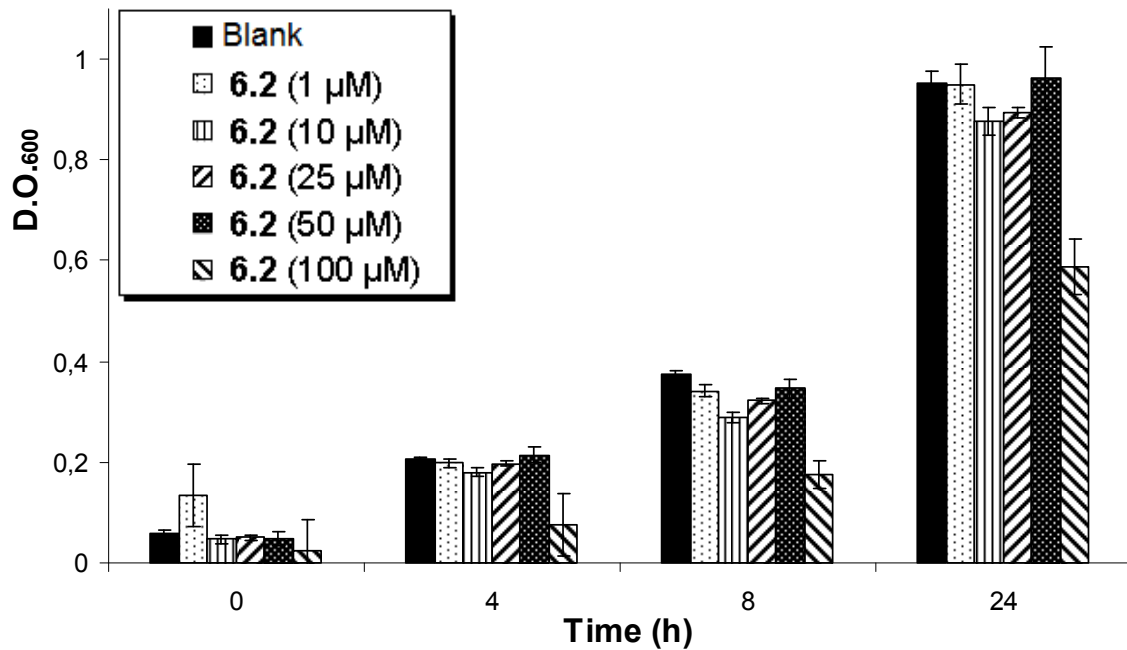 Blank
6.2 (1 µM)
6.2 (10 µM)
6.2 (25 µM)
6.2 (50 µM)
6.2 (100 µM)
D.O.600
1
0,8
0,6
0,4
0,2
0
0 4 8 24
Time (h)